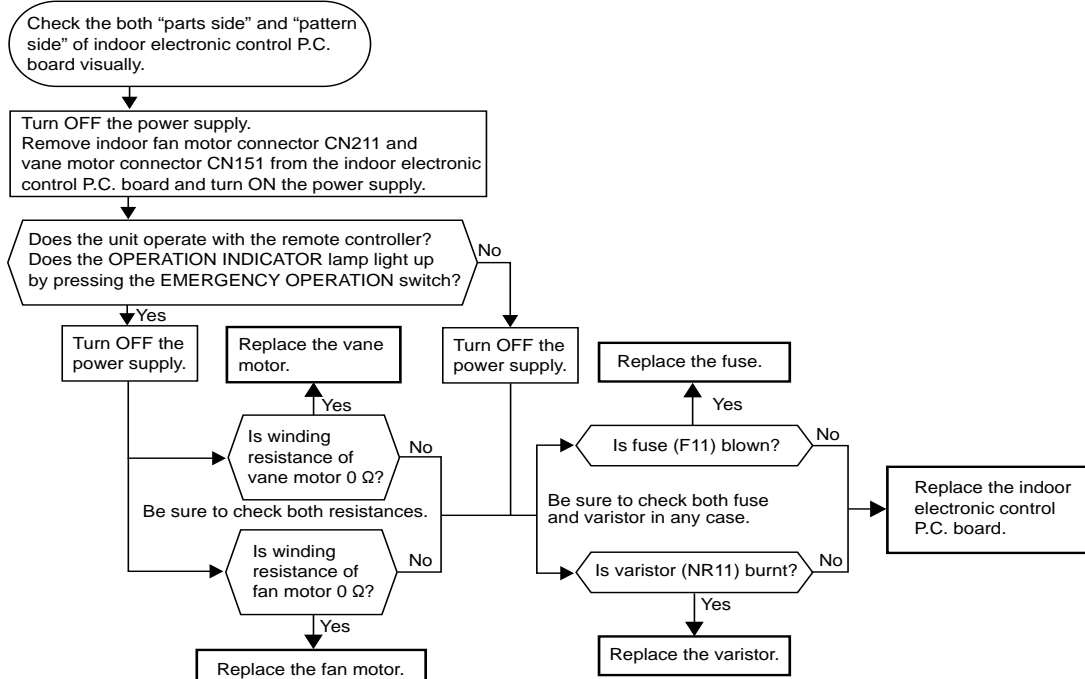 Check the both “parts side” and “pattern
side” of indoor electronic control P.C.
board visually.
Turn OFF the power supply.
Remove indoor fan motor connector CN211 and
vane motor connector CN151 from the indoor electronic
control P.C. board and turn ON the power supply.
Does the unit operate with the remote controller?
Does the OPERATION INDICATOR lamp light up
by pressing the EMERGENCY OPERATION switch?
No
Yes
Turn OFF the
power supply.
Replace the vane
motor.
Turn OFF the
power supply.
Replace the fuse.
Yes
Yes
Is winding
resistance of
vane motor 0 Ω?
No
Is fuse (F11) blown?
No
Be sure to check both resistances.
Be sure to check both fuse
and varistor in any case.
Replace the indoor
electronic control
P.C. board.
Is winding
resistance of
fan motor 0 Ω?
No
Is varistor (NR11) burnt?
No
Yes
Yes
Replace the fan motor.
Replace the varistor.